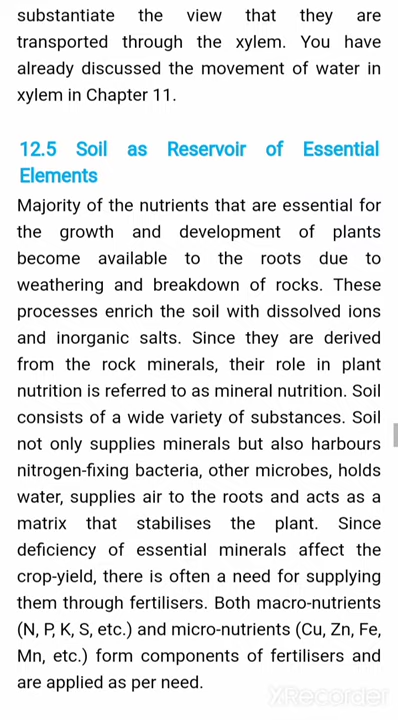 substantiate the view that they are
transported through the xylem. You have
already discussed the movement of water in
xylem in Chapter 11.
12.5 Soil as Reservoir of Essential
Elements
Majority of the nutrients that are essential for
the growth and development of plants
become available to the roots due to
weathering and breakdown of rocks. These
processes enrich the soil with dissolved ions
and inorganic salts. Since they are derived
from the rock minerals, their role in plant
nutrition is referred to as mineral nutrition. Soil
consists of a wide variety of substances. Soil
not only supplies minerals but also harbours
nitrogen-fixing bacteria, other microbes, holds
water, supplies air to the roots and acts as a
matrix that stabilises the plant. Since
deficiency of essential minerals affect the
crop-yield, there is often a need for supplying
them through fertilisers. Both macro-nutrients
(N, P, K, S, etc.) and micro-nutrients (Cu, Zn, Fe,
Mn, etc.) form components of fertilisers and
are applied as per need.
XRecorder